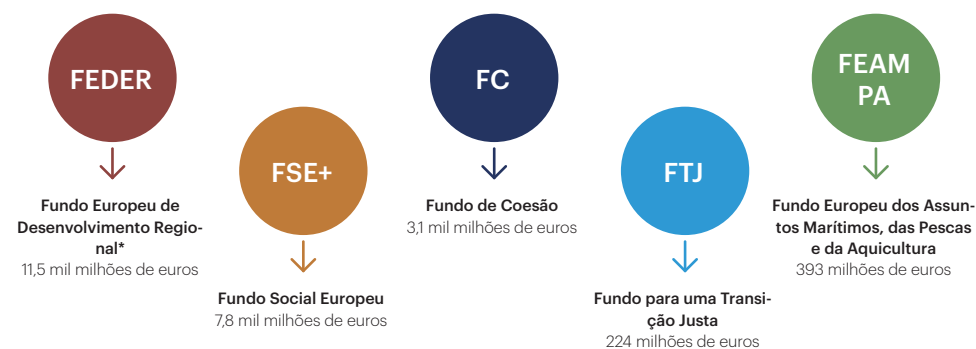 FEDER
Fundo Europeu de
Desenvolvimento Regio-
nal*
11,5 mil milhões de euros
FSE+
Fundo Social Europeu
7,8 mil milhões de euros
FC
Fundo de Coesão
3,1 mil milhões de euros
FTJ
Fundo para uma Transi-
ção Justa
224 milhões de euros
FEAM
PA
Fundo Europeu dos Assun-
tos Marítimos, das Pescas
e da Aquicultura
393 milhões de euros